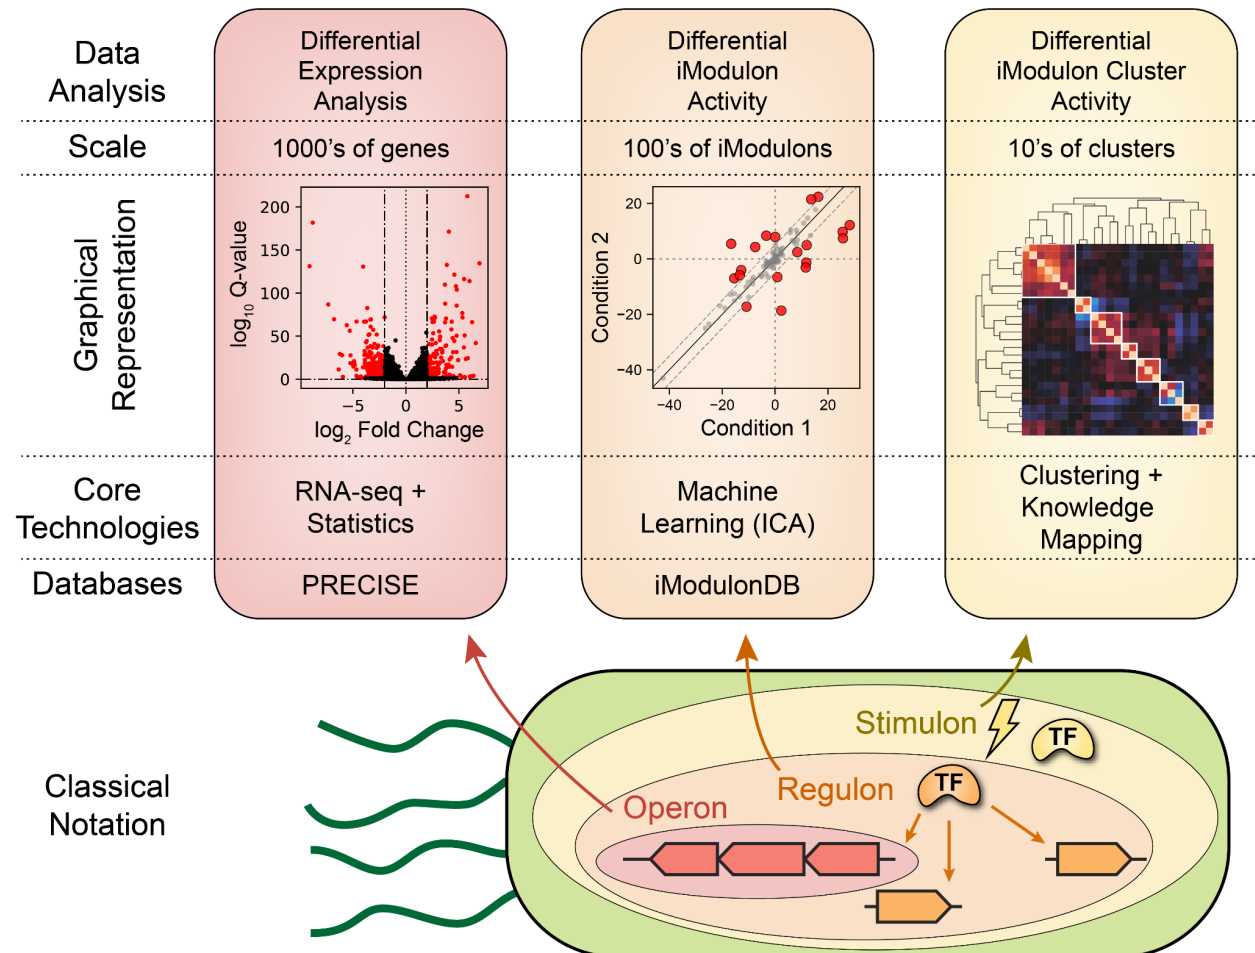 Data
Analysis
Differential
Expression
Analysis
Differential
iModulon
Activity
Differential
iModulon Cluster
Activity
Scale
1000's of genes
100's of iModulons
10's of clusters
Graphical
Representation
log10 Q-value
200
150
100
50
0
−5
0
5
log2 Fold Change
Condition 2
20
0
−20
−40
−40
−20
0
20
Condition 1
Core
Technologies
RNA-seq +
Statistics
Machine
Learning (ICA)
Clustering +
Knowledge
Mapping
Databases
PRECISE
iModulonDB
Classical
Notation
Stimulon
TF
Regulon
TF
Operon